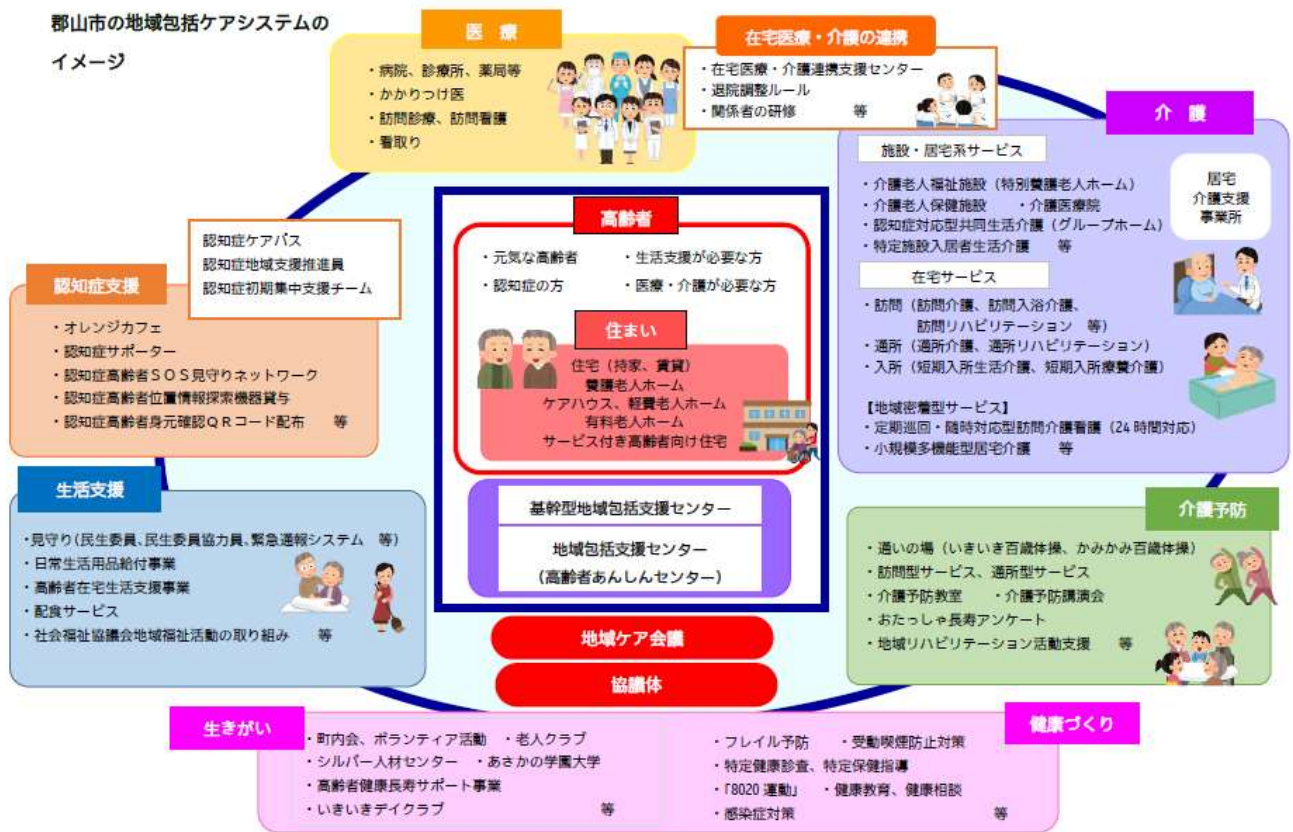 郡山市の地域包括ケアシステムの
イメージ
医 療
・病院、診療所、薬局等
・かかりつけ医
・訪問診療、訪問看護
・看取り
在宅医療・介護の連携
・在宅医療・介護連携支援センター
・退院調整ルール
・関係者の研修　　等
介 護
施設・居宅系サービス
・介護老人福祉施設（特別養護老人ホーム）
・介護老人保健施設　・介護医療院
・認知症対応型共同生活介護（グループホーム）
・特定施設入居者生活介護　等
居宅
介護支援
事業所
在宅サービス
・訪問（訪問介護、訪問入浴介護、
訪問リハビリテーション　等）
・通所（通所介護、通所リハビリテーション）
・入所（短期入所生活介護、短期入所療養介護）
【地域密着型サービス】
・定期巡回・随時対応型訪問介護看護（24時間対応）
・小規模多機能型居宅介護　等
高齢者
・元気な高齢者　・生活支援が必要な方
・認知症の方　・医療・介護が必要な方
住まい
住宅（持家、賃貸）
養護老人ホーム
ケアハウス、軽費老人ホーム
有料老人ホーム
サービス付き高齢者向け住宅
基幹型地域包括支援センター
地域包括支援センター
（高齢者あんしんセンター）
地域ケア会議
協議体
認知症ケアパス
認知症地域支援推進員
認知症初期集中支援チーム
認知症支援
・オレンジカフェ
・認知症サポーター
・認知症高齢者ＳＯＳ見守りネットワーク
・認知症高齢者位置情報探索機器貸与
・認知症高齢者身元確認ＱＲコード配布　等
生活支援
・見守り（民生委員、民生委員協力員、緊急通報システム　等）
・日常生活用品給付事業
・高齢者在宅生活支援事業
・配食サービス
・社会福祉協議会地域福祉活動の取り組み　等
介護予防
・通いの場（いきいき百歳体操、かみかみ百歳体操）
・訪問型サービス、通所型サービス
・介護予防教室　・介護予防講演会
・おたっしゃ長寿アンケート
・地域リハビリテーション活動支援　等
生きがい
・町内会、ボランティア活動　・老人クラブ
・シルバー人材センター　・あさかの学園大学
・高齢者健康長寿サポート事業
・いきいきデイクラブ　等
健康づくり
・フレイル予防　・受動喫煙防止対策
・特定健康診査、特定保健指導
・「8020運動」　・健康教育、健康相談
・感染症対策　等